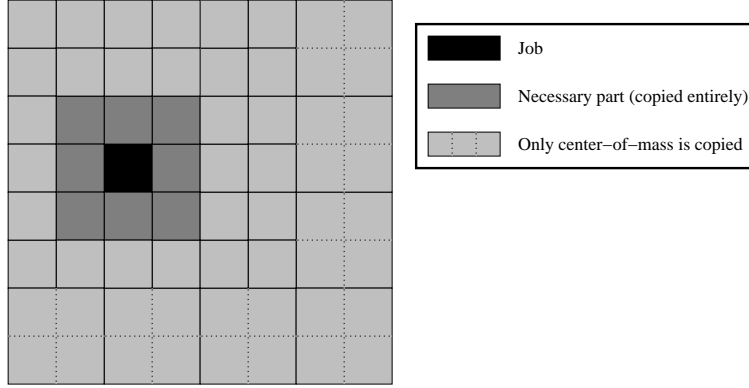 Job
Necessary part (copied entirely)
Only center−of−mass is copied